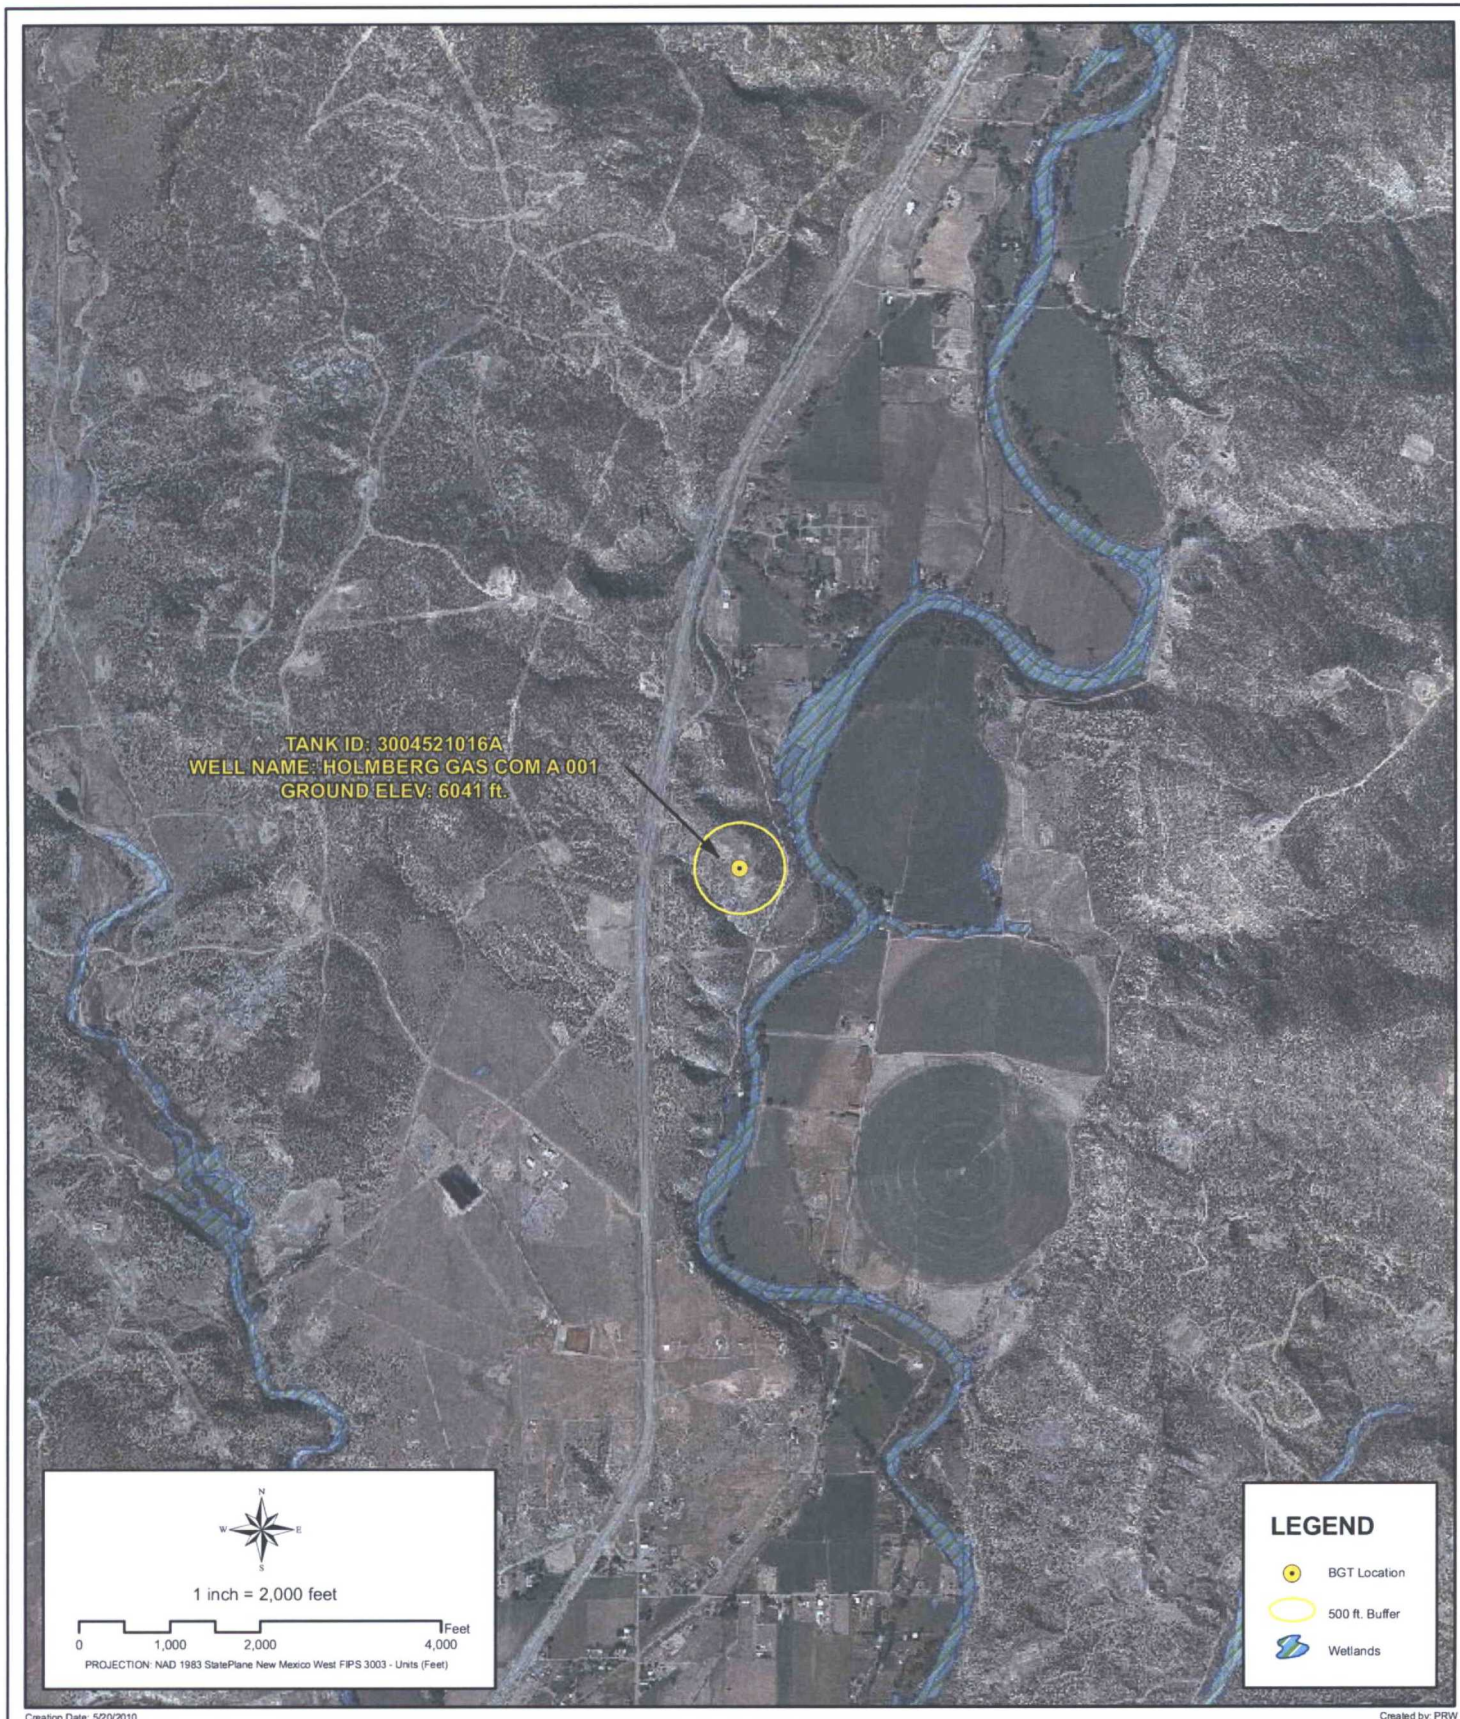 TANK ID: 3004521016A
WELL NAME: HOLMBERG GAS COM A 001
GROUND ELEV: 6041 ft.
N
W E
S
1 inch = 2,000 feet
Feet
0 1,000 2,000 4,000
PROJECTION: NAD 1983 StatePlane New Mexico West FIPS 3003 - Units (Feet)
LEGEND
BGT Location
500 ft. Buffer
Wetlands
Creation Date: 5/20/2010
Created by: PRW